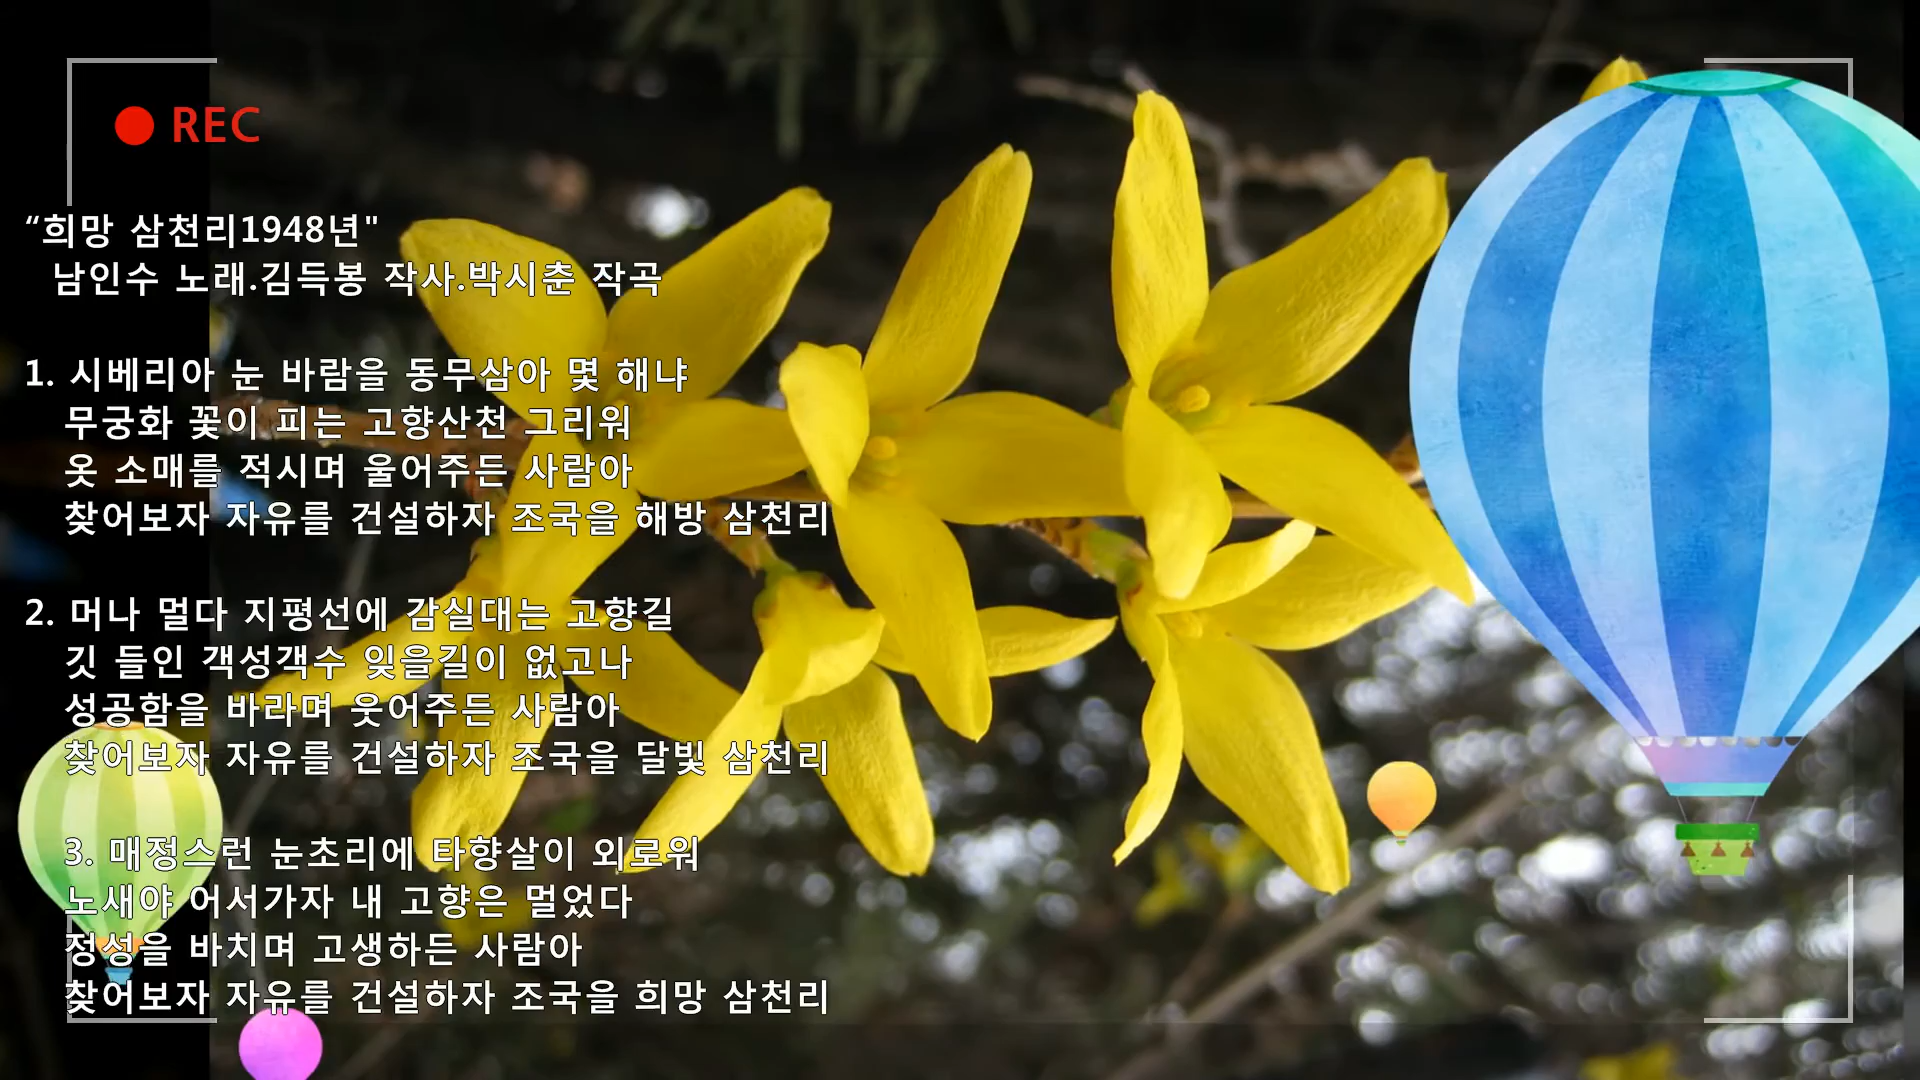 REC
“희망 삼천리1948년"
남인수 노래.김득봉 작사.박시춘 작곡
1. 시베리아 눈 바람을 동무삼아 몇 해냐
무궁화 꽃이 피는 고향산천 그리워
옷 소매를 적시며 울어주든 사람아
찾어보자 자유를 건설하자 조국을 해방 삼천리
2. 머나 멀다 지평선에 감실대는 고향길
깃 들인 객성객수 잊을길이 없고나
성공함을 바라며 웃어주든 사람아
찾어보자 자유를 건설하자 조국을 달빛 삼천리
3. 매정스런 눈초리에 타향살이 외로워
노새야 어서가자 내 고향은 멀었다
정성을 바치며 고생하든 사람아
찾어보자 자유를 건설하자 조국을 희망 삼천리